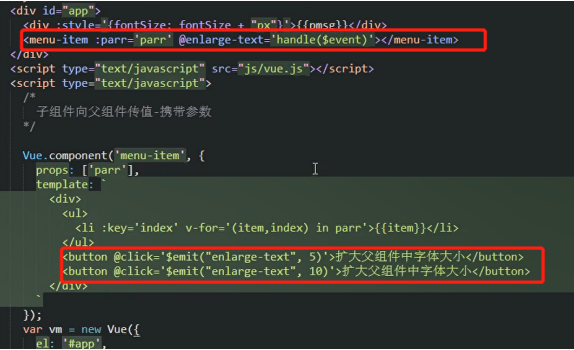 <div id="app">
<div :style='{fontSize: fontSize + "px"}'>{{pmsg}}</div>
<menu-item :parr='parr' @enlarge-text='handle($event)'></menu-item>
</div>
<script type="text/javascript" src="js/vue.js"></script>
<script type="text/javascript">
/*
子组件向父组件传值-携带参数
*/
Vue.component('menu-item', {
props: ['parr'],
template: `
<div>
<ul>
<li :key='index' v-for='(item,index) in parr'>{{item}}</li>
</ul>
<button @click='$emit("enlarge-text", 5)'>扩大父组件中字体大小</button>
<button @click='$emit("enlarge-text", 10)'>扩大父组件中字体大小</button>
</div>
`
});
var vm = new Vue({
el: '#app',